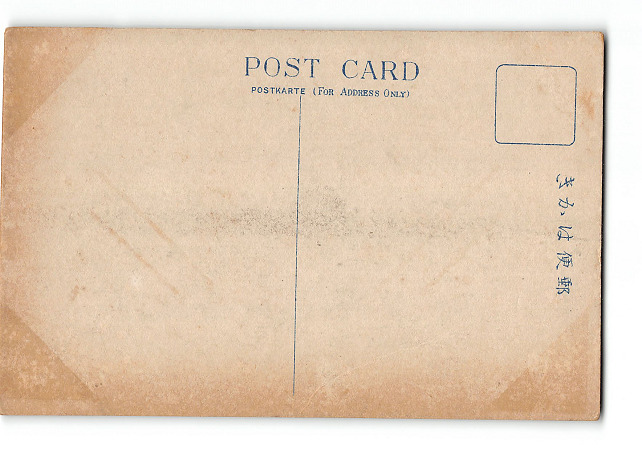 POST CARD
POSTKARTE (FOR ADDRESS ONLY)
きかは便郵